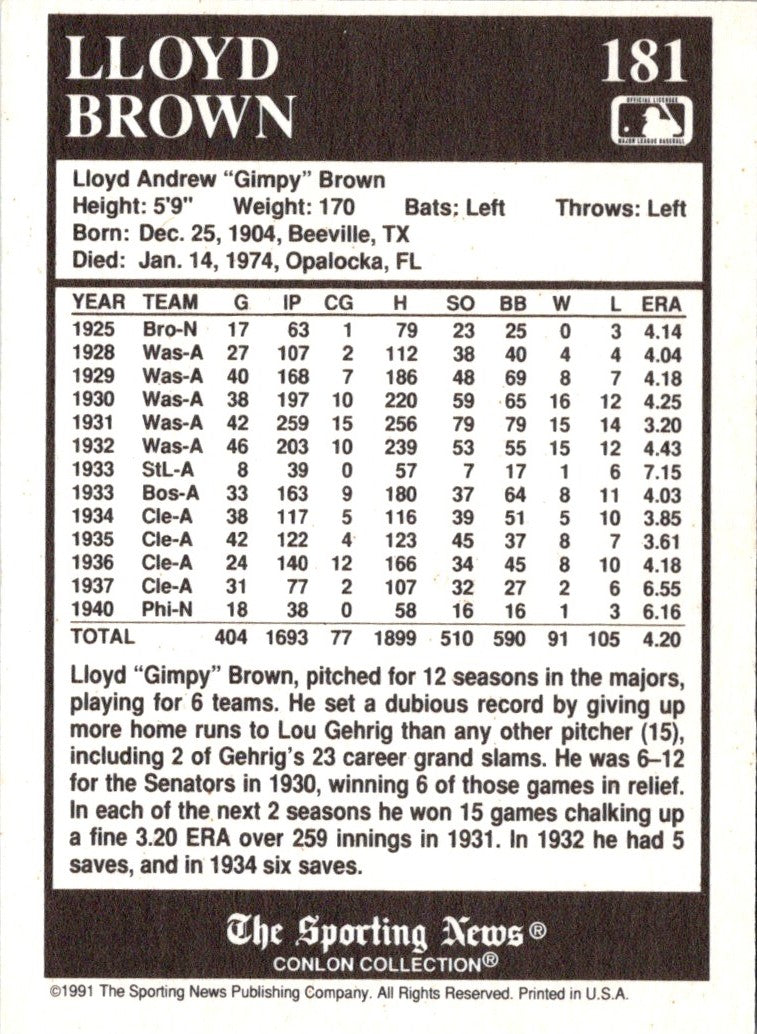 LLOYD
BROWN
181
OFFICIAL LICENSEE
MAJOR LEAGUE BASEBALL
Lloyd Andrew “Gimpy” Brown
Height: 5'9" Weight: 170 Bats: Left Throws: Left
Born: Dec. 25, 1904, Beeville, TX
Died: Jan. 14, 1974, Opalocka, FL
YEAR TEAM G IP CG H SO BB W L ERA
1925 Bro-N 17 63 1 79 23 25 0 3 4.14
1928 Was-A 27 107 2 112 38 40 4 4 4.04
1929 Was-A 40 168 7 186 48 69 8 7 4.18
1930 Was-A 38 197 10 220 59 65 16 12 4.25
1931 Was-A 42 259 15 256 79 79 15 14 3.20
1932 Was-A 46 203 10 239 53 55 15 12 4.43
1933 StL-A 8 39 0 57 7 17 1 6 7.15
1933 Bos-A 33 163 9 180 37 64 8 11 4.03
1934 Cle-A 38 117 5 116 39 51 5 10 3.85
1935 Cle-A 42 122 4 123 45 37 8 7 3.61
1936 Cle-A 24 140 12 166 34 45 8 10 4.18
1937 Cle-A 31 77 2 107 32 27 2 6 6.55
1940 Phi-N 18 38 0 58 16 16 1 3 6.16
TOTAL 404 1693 77 1899 510 590 91 105 4.20
Lloyd “Gimpy” Brown, pitched for 12 seasons in the majors,
playing for 6 teams. He set a dubious record by giving up
more home runs to Lou Gehrig than any other pitcher (15),
including 2 of Gehrig's 23 career grand slams. He was 6–12
for the Senators in 1930, winning 6 of those games in relief.
In each of the next 2 seasons he won 15 games chalking up
a fine 3.20 ERA over 259 innings in 1931. In 1932 he had 5
saves, and in 1934 six saves.
The Sporting News®
CONLON COLLECTION®
©1991 The Sporting News Publishing Company. All Rights Reserved. Printed in U.S.A.